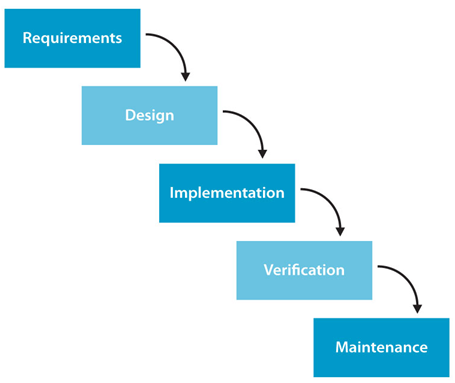 Requirements
Design
Implementation
Verification
Maintenance